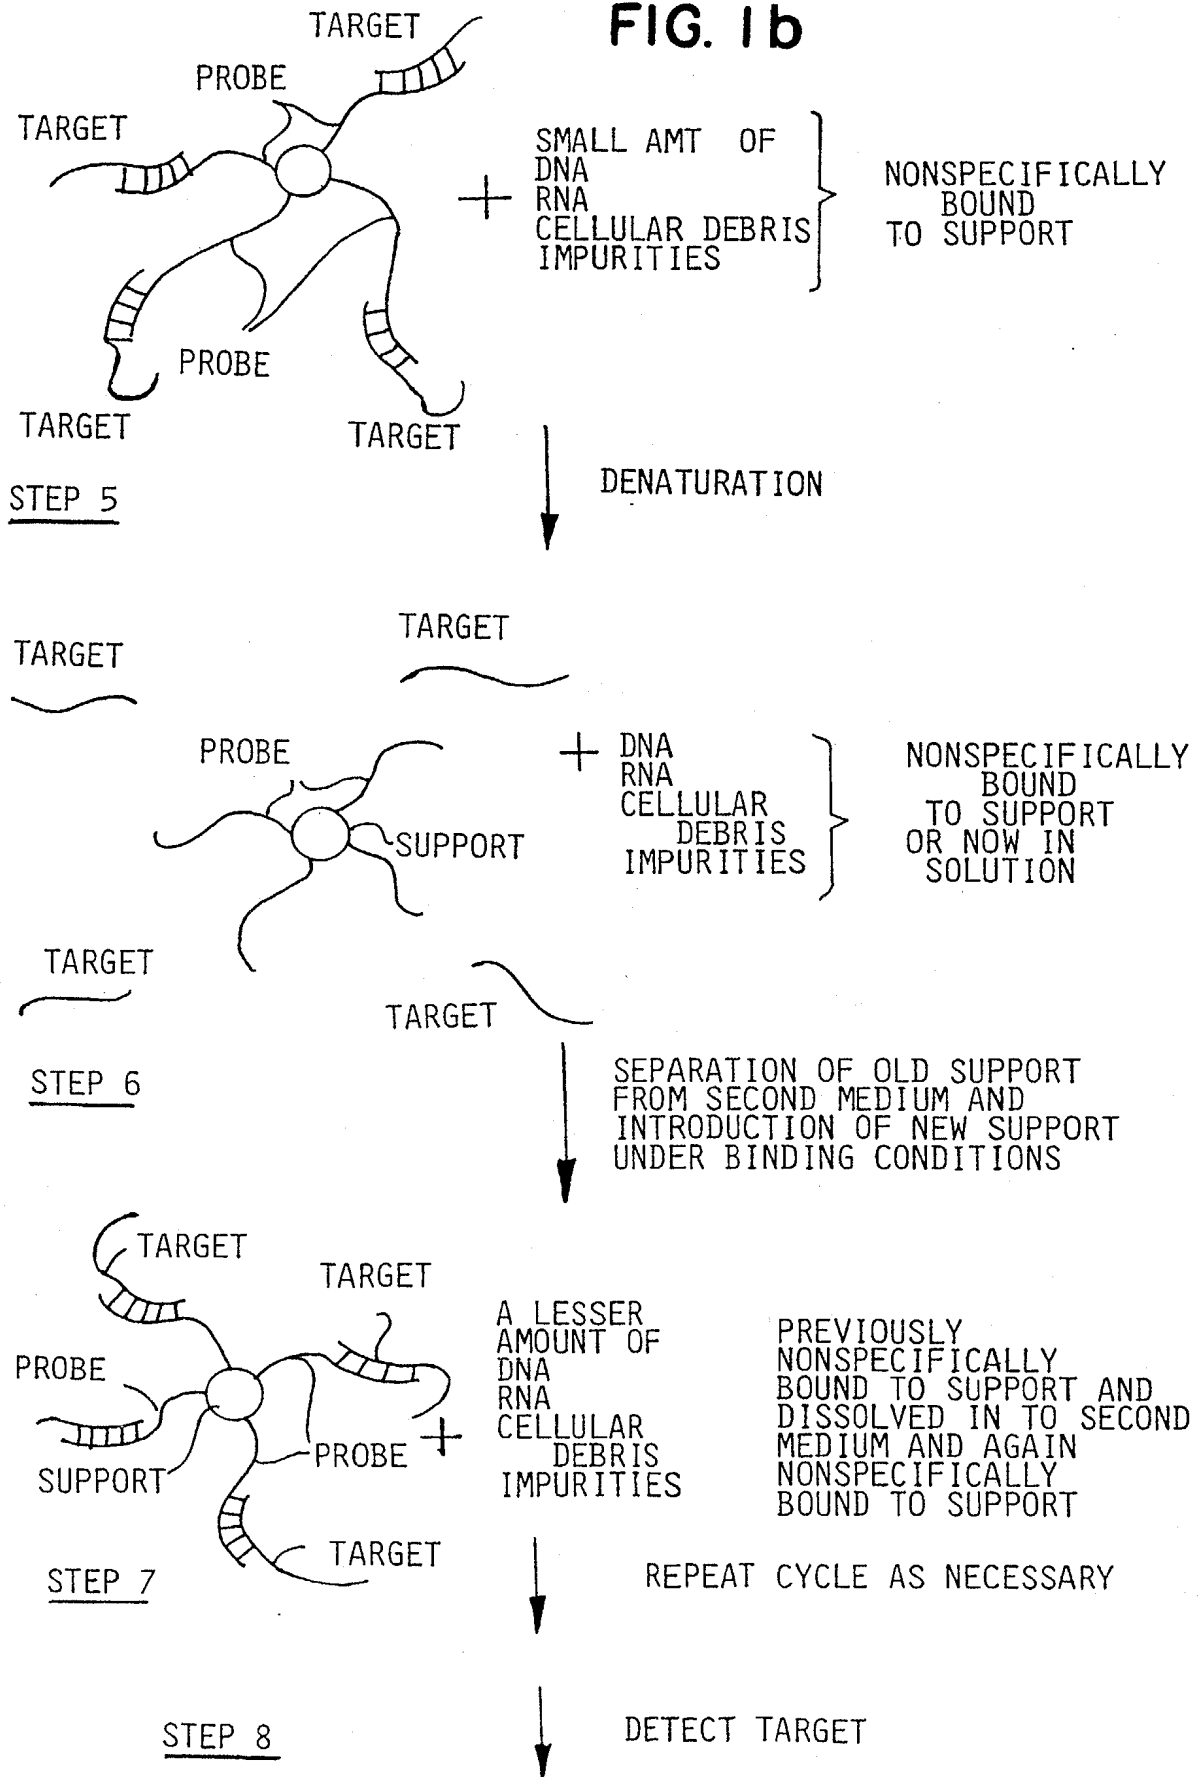 FIG. 1b
TARGET
PROBE
TARGET
SMALL AMT OF
DNA
RNA
CELLULAR DEBRIS
IMPURITIES
NONSPECIFICALLY
BOUND
TO SUPPORT
PROBE
TARGET
TARGET
STEP 5
DENATURATION
TARGET
TARGET
PROBE
SUPPORT
+ DNA
RNA
CELLULAR
DEBRIS
IMPURITIES
NONSPECIFICALLY
BOUND
TO SUPPORT
OR NOW IN
SOLUTION
TARGET
TARGET
STEP 6
SEPARATION OF OLD SUPPORT
FROM SECOND MEDIUM AND
INTRODUCTION OF NEW SUPPORT
UNDER BINDING CONDITIONS
TARGET
TARGET
PROBE
SUPPORT
PROBE
+
A LESSER
AMOUNT OF
DNA
RNA
CELLULAR
DEBRIS
IMPURITIES
PREVIOUSLY
NONSPECIFICALLY
BOUND TO SUPPORT AND
DISSOLVED IN TO SECOND
MEDIUM AND AGAIN
NONSPECIFICALLY
BOUND TO SUPPORT
TARGET
STEP 7
REPEAT CYCLE AS NECESSARY
STEP 8
DETECT TARGET